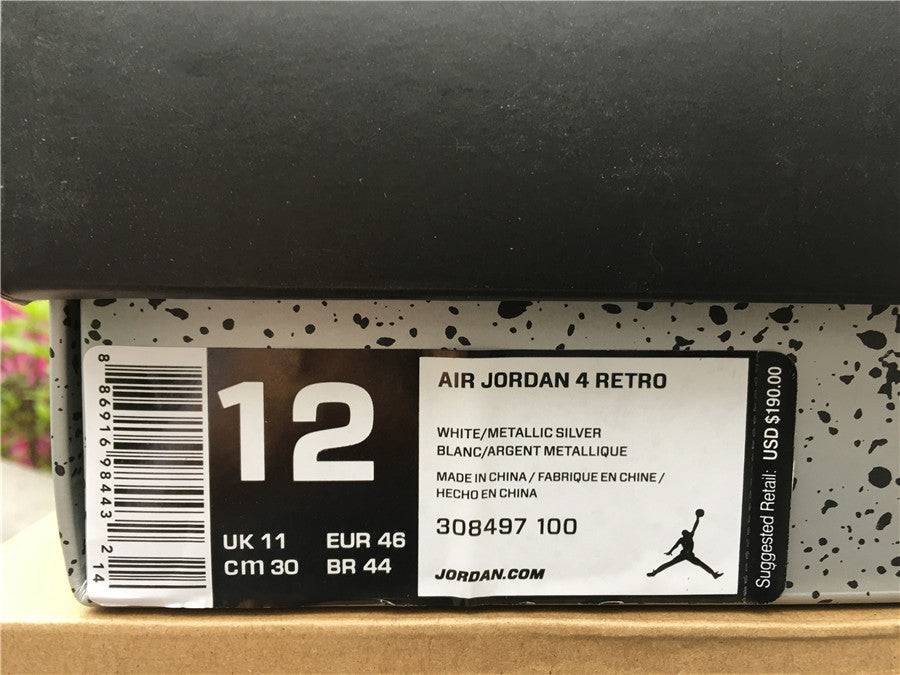 8 86916 98443 2 14
12
UK 11 EUR 46
cm 30 BR 44
AIR JORDAN 4 RETRO
WHITE/METALLIC SILVER
BLANC/ARGENT METALLIQUE
MADE IN CHINA / FABRIQUE EN CHINE /
HECHO EN CHINA
308497 100
JORDAN.COM
Suggested Retail: USD $190.00